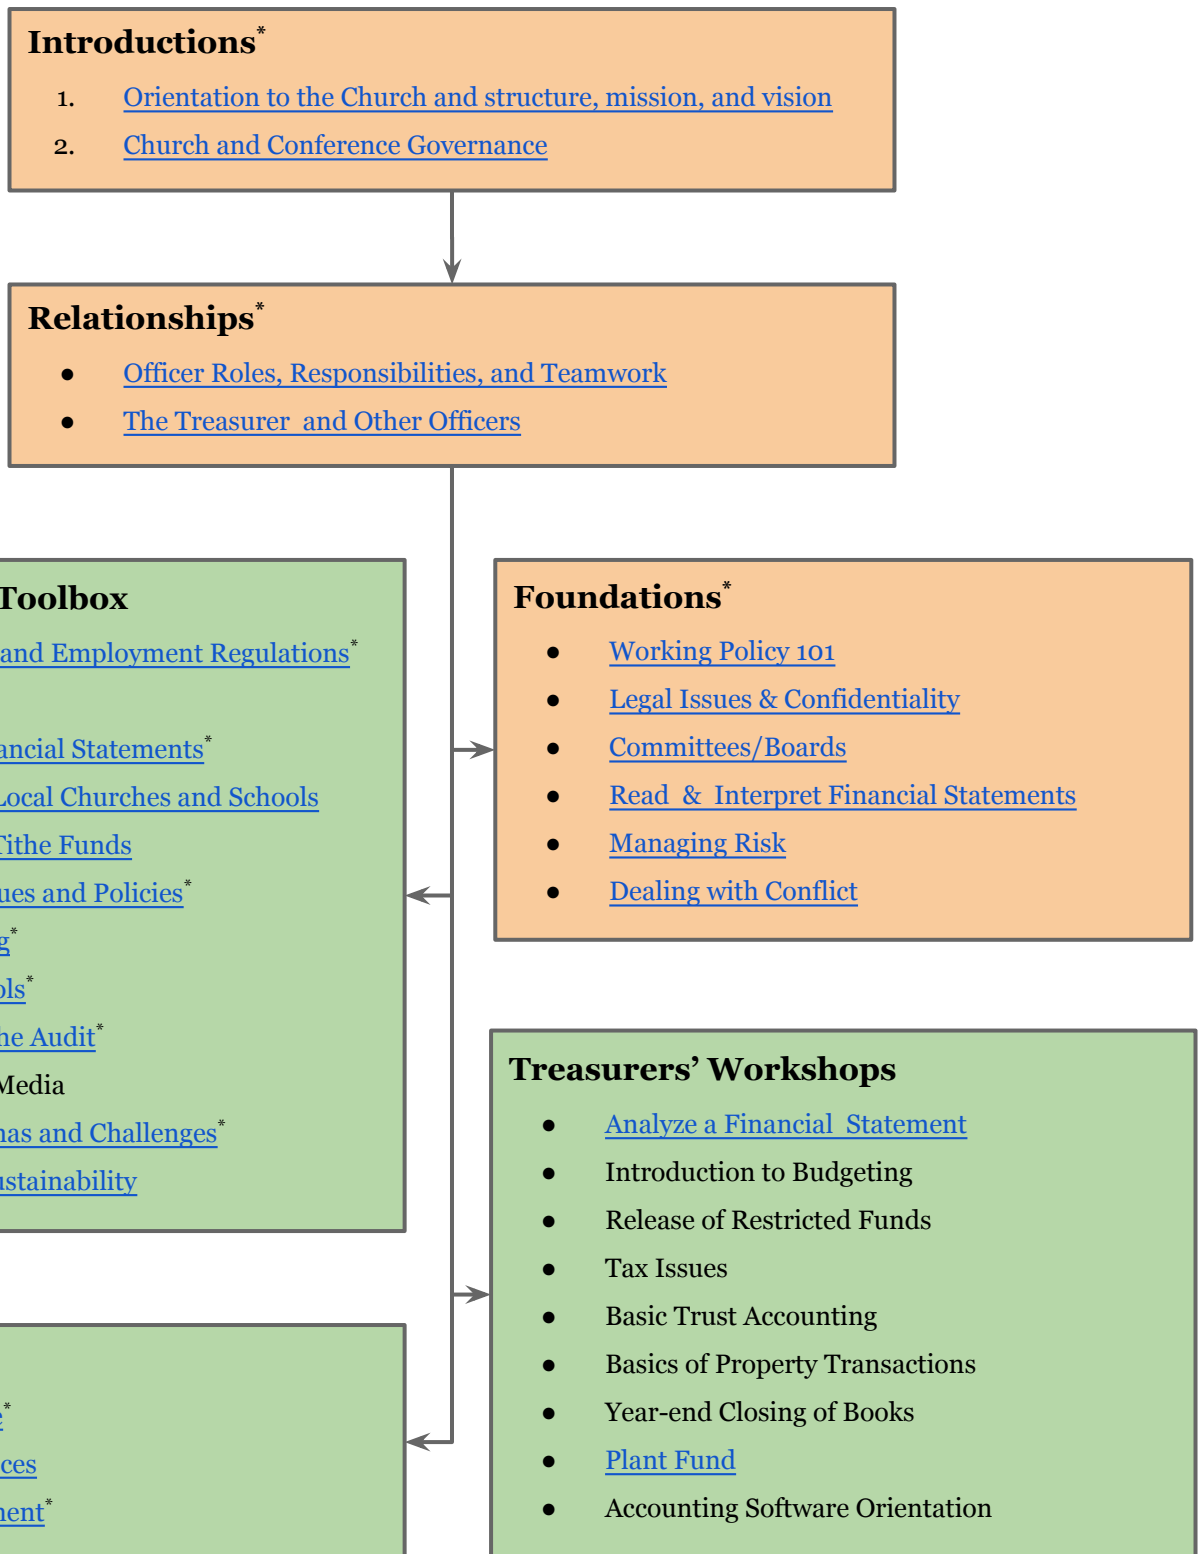 Introductions*
1. Orientation to the Church and structure, mission, and vision
2. Church and Conference Governance
Relationships*
● Officer Roles, Responsibilities, and Teamwork
● The Treasurer and Other Officers
Toolbox
and Employment Regulations*
ancial Statements*
Local Churches and Schools
Tithe Funds
ues and Policies*
g*
ols*
he Audit*
Media
nas and Challenges*
ustainability
Foundations*
● Working Policy 101
● Legal Issues & Confidentiality
● Committees/Boards
● Read & Interpret Financial Statements
● Managing Risk
● Dealing with Conflict
Treasurers’ Workshops
● Analyze a Financial Statement
● Introduction to Budgeting
● Release of Restricted Funds
● Tax Issues
● Basic Trust Accounting
● Basics of Property Transactions
● Year-end Closing of Books
● Plant Fund
● Accounting Software Orientation
e*
ces
nent*